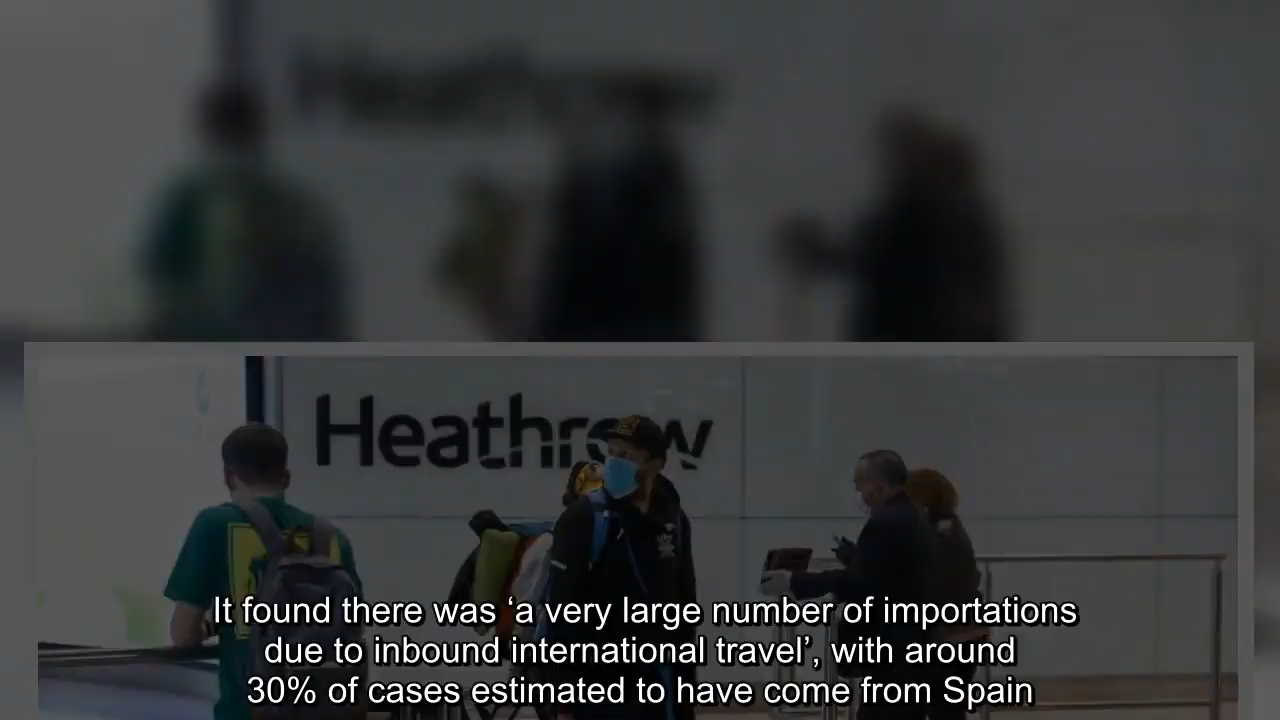 Heathrow
It found there was ‘a very large number of importations
due to inbound international travel’, with around
30% of cases estimated to have come from Spain